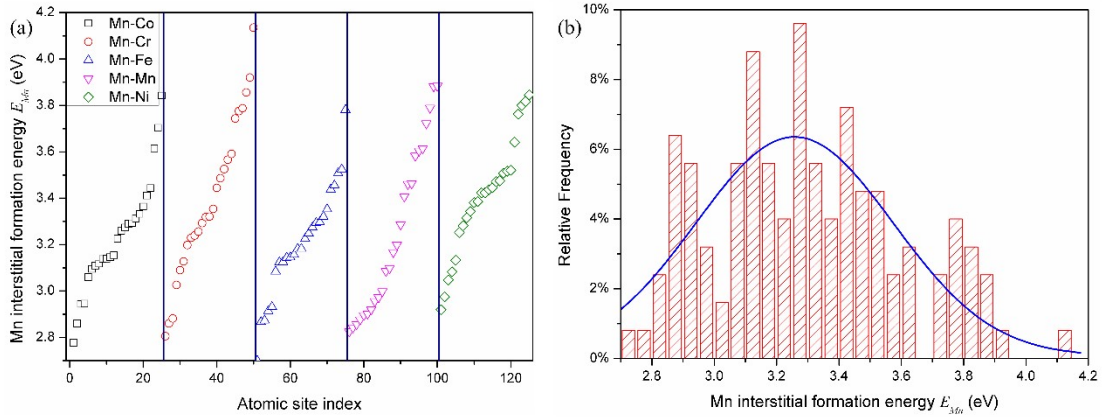 (a)
Mn-Co
Mn-Cr
Mn-Fe
Mn-Mn
Mn-Ni
4.2
4.0
3.8
3.6
3.4
3.2
3.0
2.8
Mn interstitial formation energy E_Mn (eV)
0 20 40 60 80 100 120
Atomic site index
(b)
10%
8%
6%
4%
2%
0%
Relative Frequency
2.8 3.0 3.2 3.4 3.6 3.8 4.0 4.2
Mn interstitial formation energy E_Mn (eV)